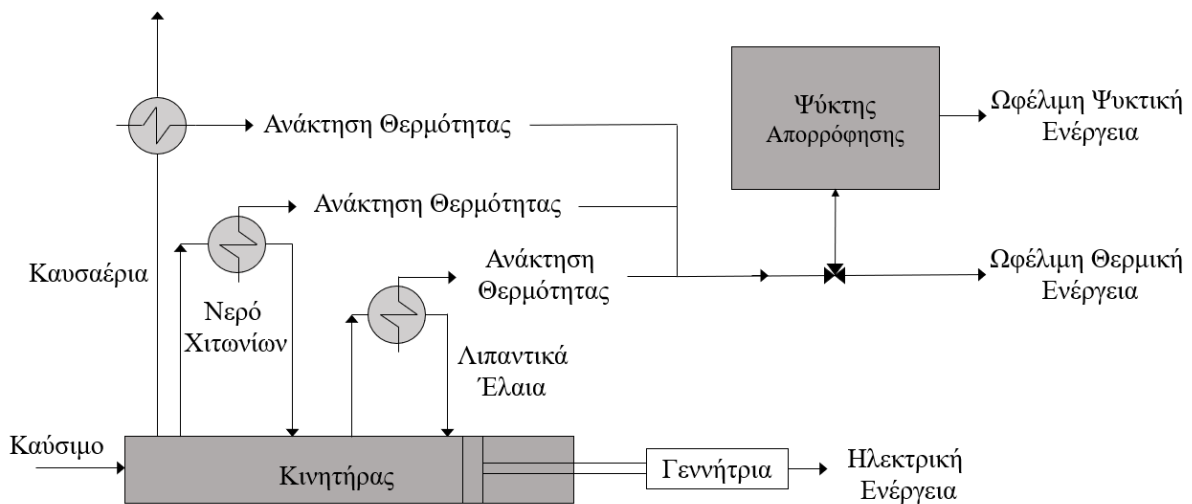 Ψύκτης
Απορρόφησης
Ωφέλιμη Ψυκτική
Ενέργεια
Ανάκτηση Θερμότητας
Ανάκτηση Θερμότητας
Καυσαέρια
Ανάκτηση
Θερμότητας
Ωφέλιμη Θερμική
Ενέργεια
Νερό
Χιτωνίων
Λιπαντικά
Έλαια
Καύσιμο
Κινητήρας
Γεννήτρια
Ηλεκτρική
Ενέργεια